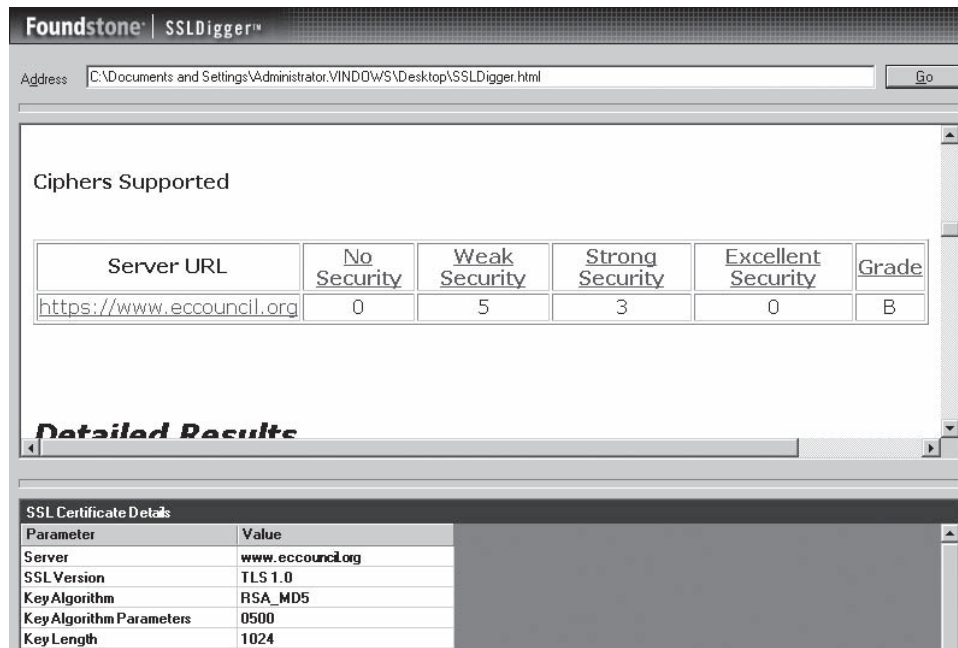 Foundstone | SSLDigger™
Address C:\Documents and Settings\Administrator.VINDOWS\Desktop\SSLDigger.html Go
Ciphers Supported
Server URL No Security Weak Security Strong Security Excellent Security Grade
https://www.eccouncil.org 0 5 3 0 B
Detailed Results
SSL Certificate Details
Parameter Value
Server www.eccouncil.org
SSL Version TLS 1.0
Key Algorithm RSA_MD5
Key Algorithm Parameters 0500
Key Length 1024